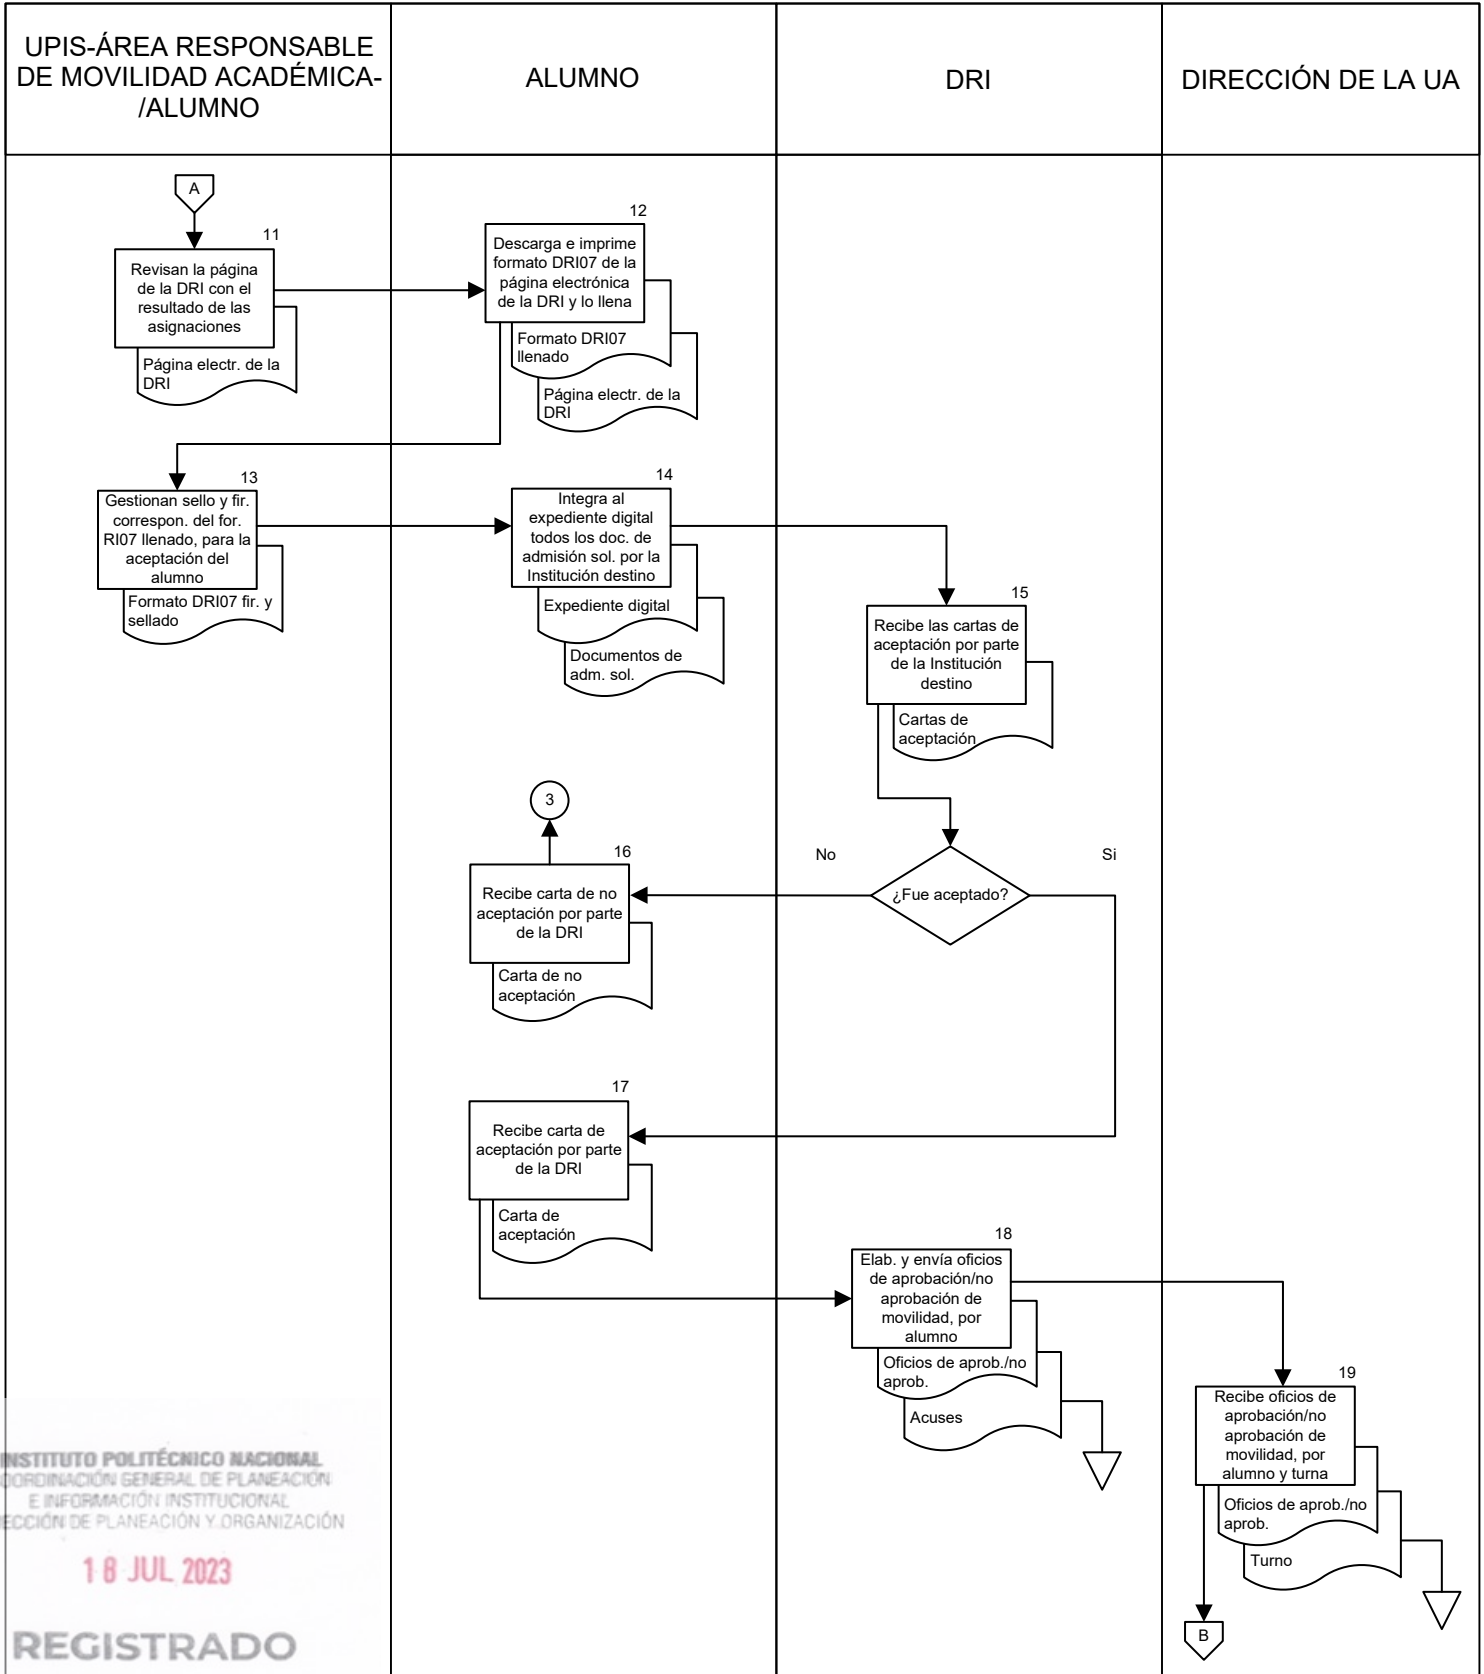 UPIS-ÁREA RESPONSABLE
DE MOVILIDAD ACADÉMICA-
/ALUMNO
ALUMNO
DRI
DIRECCIÓN DE LA UA
A
11
Revisan la página
de la DRI con el
resultado de las
asignaciones
Página electr. de la
DRI
12
Descarga e imprime
formato DRI07 de la
página electrónica
de la DRI y lo llena
Formato DRI07
llenado
Página electr. de la
DRI
13
Gestionan sello y fir.
correspon. del for.
RI07 llenado, para la
aceptación del
alumno
Formato DRI07 fir. y
sellado
14
Integra al
expediente digital
todos los doc. de
admisión sol. por la
Institución destino
Expediente digital
Documentos de
adm. sol.
15
Recibe las cartas de
aceptación por parte
de la Institución
destino
Cartas de
aceptación
3
16
Recibe carta de no
aceptación por parte
de la DRI
Carta de no
aceptación
No
¿Fue aceptado?
Si
17
Recibe carta de
aceptación por parte
de la DRI
Carta de
aceptación
18
Elab. y envía oficios
de aprobación/no
aprobación de
movilidad, por
alumno
Oficios de aprob./no
aprob.
Acuses
19
Recibe oficios de
aprobación/no
aprobación de
movilidad, por
alumno y turna
Oficios de aprob./no
aprob.
Turno
B
INSTITUTO POLITÉCNICO NACIONAL
COORDINACIÓN GENERAL DE PLANEACIÓN
E INFORMACIÓN INSTITUCIONAL
ECCIÓN DE PLANEACIÓN Y ORGANIZACIÓN
18 JUL 2023
REGISTRADO